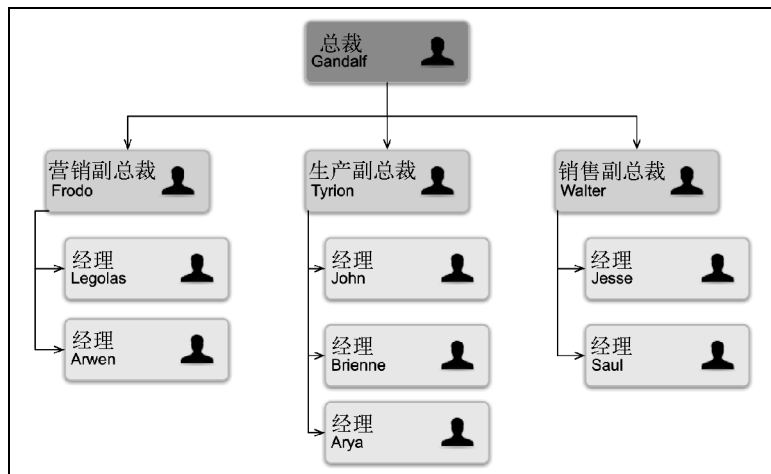 总裁
Gandalf
营销副总裁
Frodo
经理
Legolas
经理
Arwen
生产副总裁
Tyrion
经理
John
经理
Brienne
经理
Arya
销售副总裁
Walter
经理
Jesse
经理
Saul